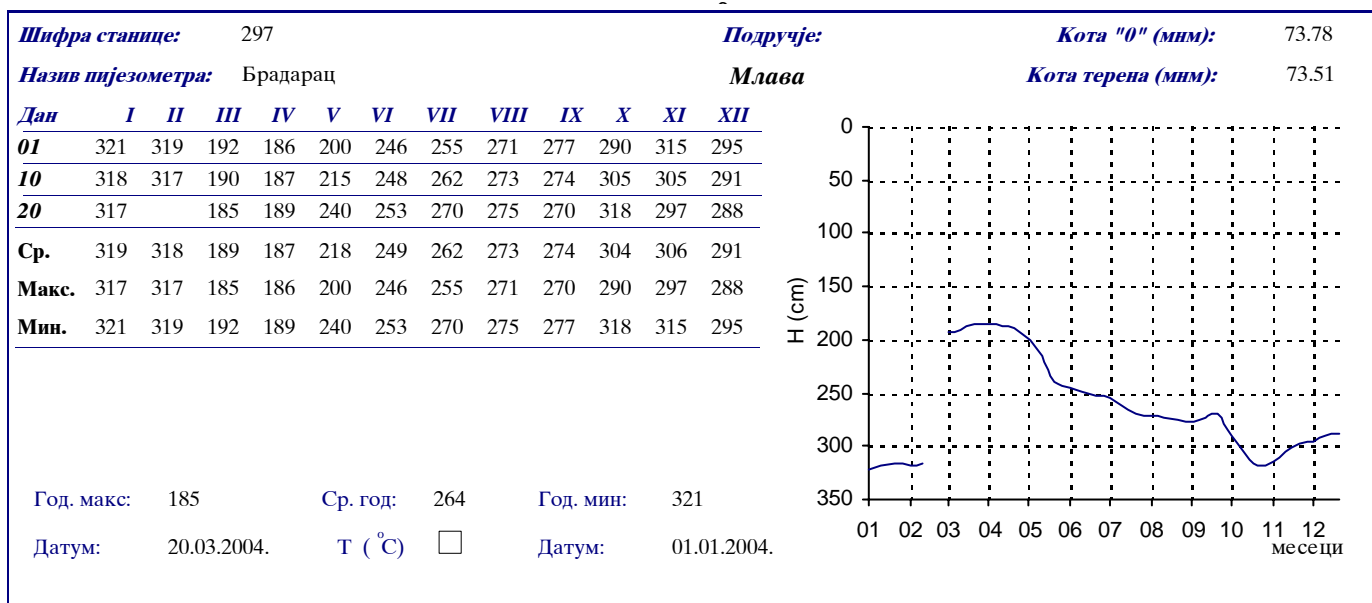 Шифра станице: 297 Подручје: Кота "0" (мнм): 73.78
Назив пијезометра: Брадарац Млава Кота терена (мнм): 73.51
Дан I II III IV V VI VII VIII IX X XI XII
01 321 319 192 186 200 246 255 271 277 290 315 295
10 318 317 190 187 215 248 262 273 274 305 305 291
20 317 185 189 240 253 270 275 270 318 297 288
Ср. 319 318 189 187 218 249 262 273 274 304 306 291
Макс. 317 317 185 186 200 246 255 271 270 290 297 288
Мин. 321 319 192 189 240 253 270 275 277 318 315 295
0
50
100
150
200
250
300
350
H (cm)
01 02 03 04 05 06 07 08 09 10 11 12
месеци
Год. макс: 185 Ср. год: 264 Год. мин: 321
Датум: 20.03.2004. Т ( °C) Датум: 01.01.2004.